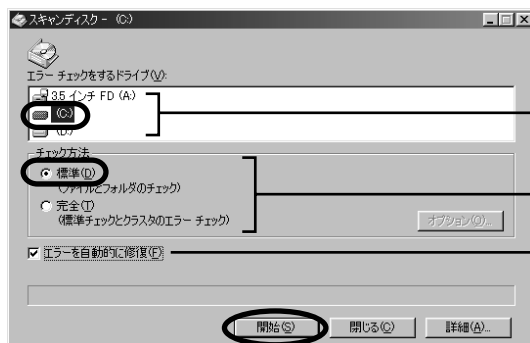 スキャンディスク - (C:)
エラー チェックをするドライブ(V):
3.5 インチ FD (A:)
(C:)
(D:)
チェック方法
標準(D)
(ファイルとフォルダのチェック)
完全(T)
(標準チェックとクラスタのエラー チェック)
オプション(O)...
エラーを自動的に修復(F)
開始(S)
閉じる(C)
詳細(A)...